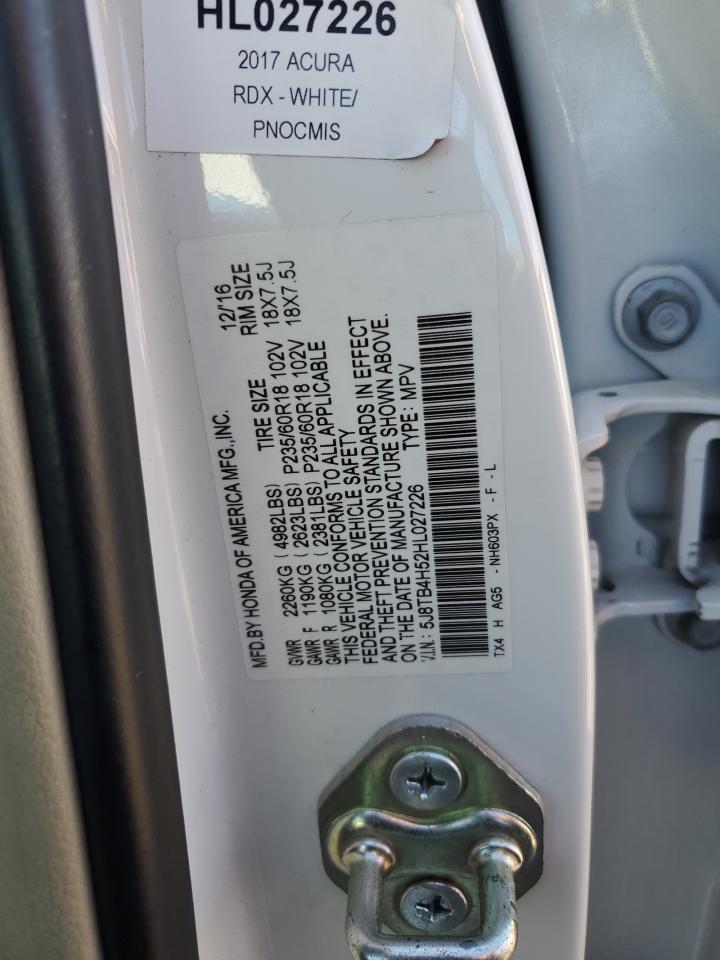 HL027226
2017 ACURA
RDX - WHITE/
PNOCMIS
MFD.BY HONDA OF AMERICA MFG.,INC. 12/'16
TIRE SIZE RIM SIZE
GVWR 2260KG ( 4982LBS)
GAWR F 1190KG ( 2623LBS) P235/60R18 102V 18X7.5J
GAWR R 1080KG ( 2381LBS) P235/60R18 102V 18X7.5J
THIS VEHICLE CONFORMS TO ALL APPLICABLE
FEDERAL MOTOR VEHICLE SAFETY
AND THEFT PREVENTION STANDARDS IN EFFECT
ON THE DATE OF MANUFACTURE SHOWN ABOVE.
V.I.N.: 5J8TB4H52HL027226 TYPE: MPV
TX4 H AG5 - NH603PX - F - L